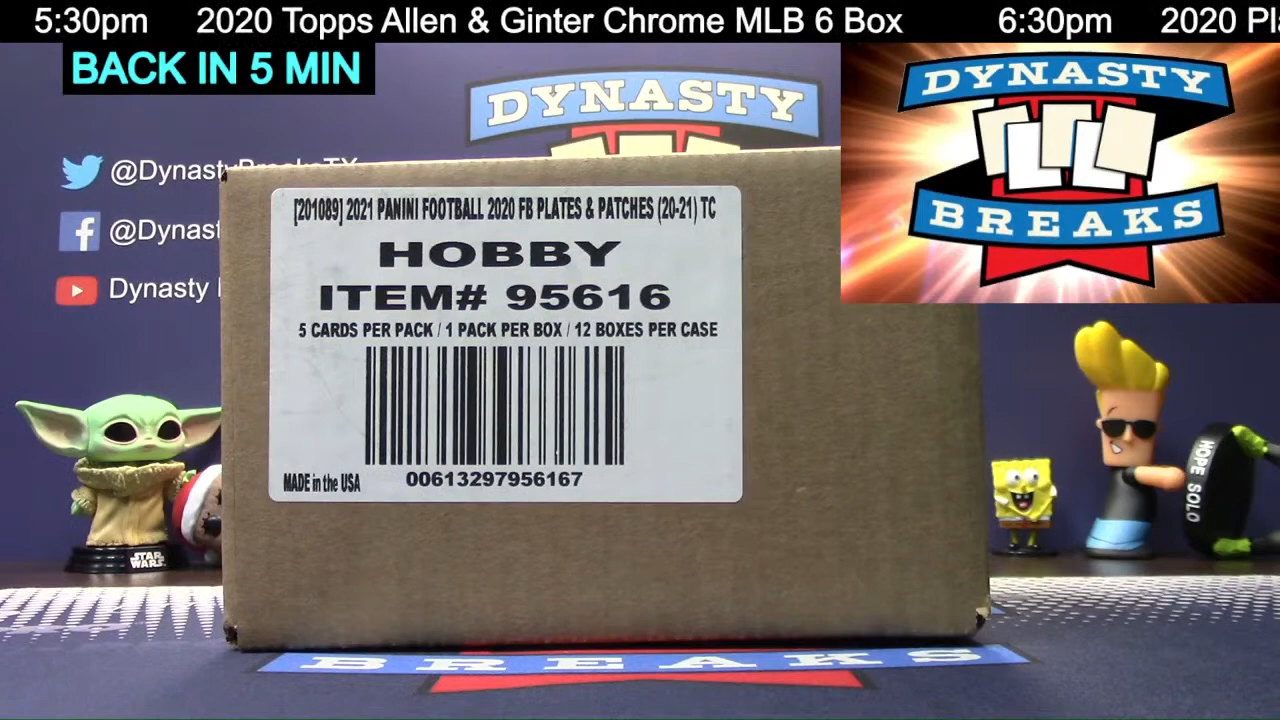 5:30pm 2020 Topps Allen & Ginter Chrome MLB 6 Box 6:30pm 2020
BACK IN 5 MIN
DYNASTY
BREAKS
DYNASTY
@DynastyBreaksTX
@Dynast
Dynasty
[201089] 2021 PANINI FOOTBALL 2020 FB PLATES & PATCHES (20-21) TC
HOBBY
ITEM# 95616
5 CARDS PER PACK / 1 PACK PER BOX / 12 BOXES PER CASE
MADE in the USA
00613297956167
STAR WARS
HOPE SOLO
BREAKS